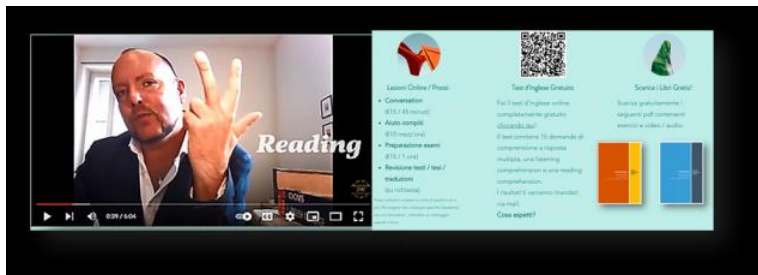 Reading
0:39 / 6:04
Lezioni Online / Prezzi
• Conversation
(€15 / 45 minuti)
• Aiuto compiti
(€10 mezz'ora)
• Preparazione esami
(€15 / 1 ora)
• Revisione testi / tesi /
traduzioni
(su richiesta)
Test d'Inglese Gratuito
Fai il test d'inglese online
completamente gratuito
cliccando qui!
Il test contiene 10 domande di
comprensione a risposta
multipla, una listening
comprehension e una reading
comprehension.
I risultati ti verranno mandati
via mail.
Cosa aspetti?
Scarica i Libri Gratis!
Scarica gratuitamente i
seguenti pdf contenenti
esercizi e video / audio.